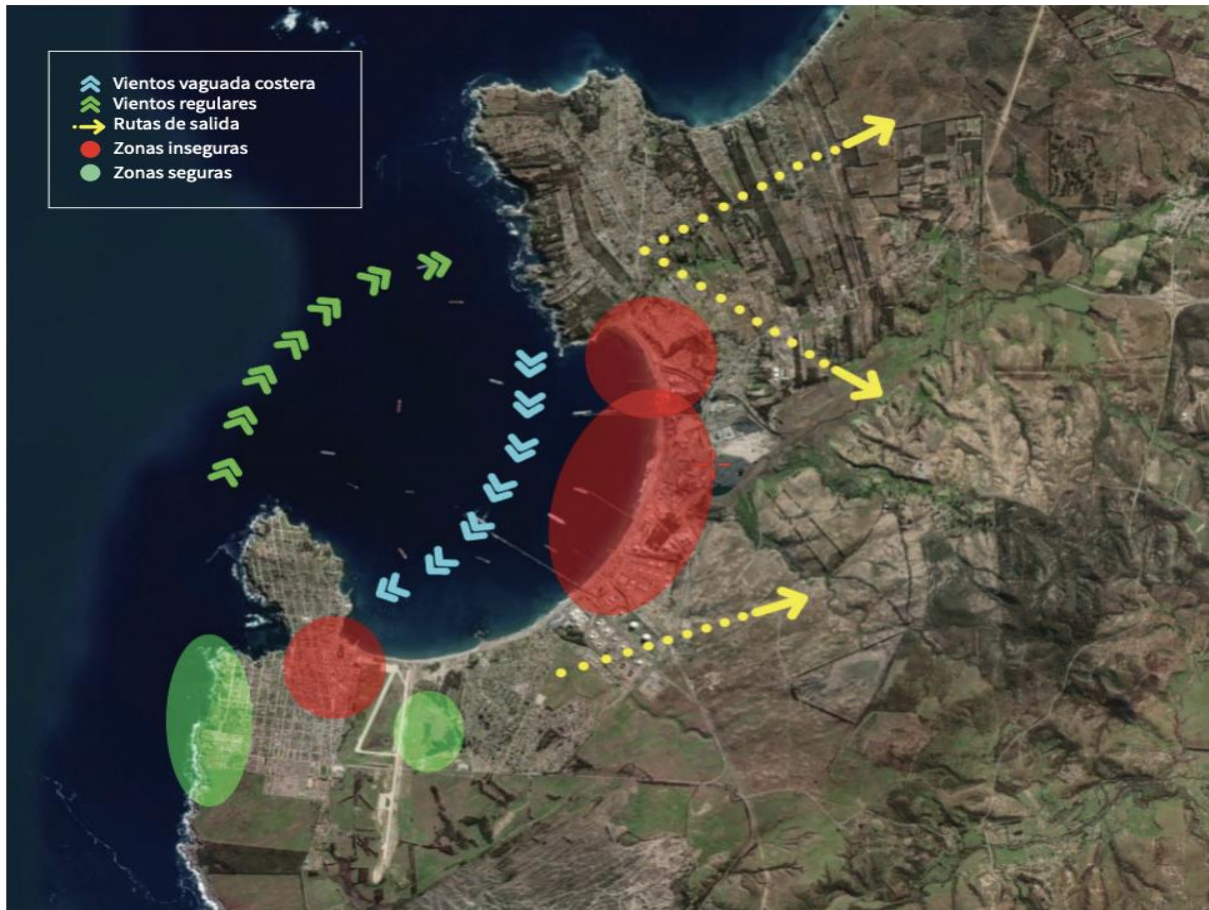 Vientos vaguada costera
Vientos regulares
Rutas de salida
Zonas inseguras
Zonas seguras